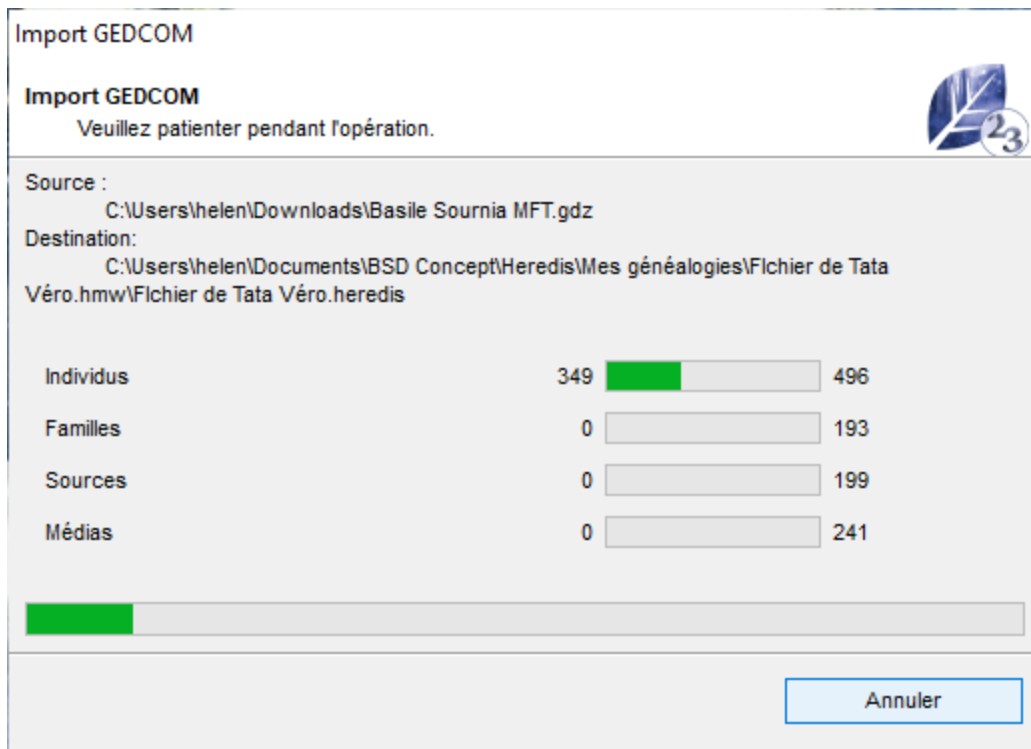 Import GEDCOM
Import GEDCOM
Veuillez patienter pendant l'opération.
23
Source :
C:\Users\helen\Downloads\Basile Sournia MFT.gdz
Destination:
C:\Users\helen\Documents\BSD Concept\Heredis\Mes généalogies\FIchier de Tata
Véro.hmw\FIchier de Tata Véro.heredis
Individus 349 496
Familles 0 193
Sources 0 199
Médias 0 241
Annuler